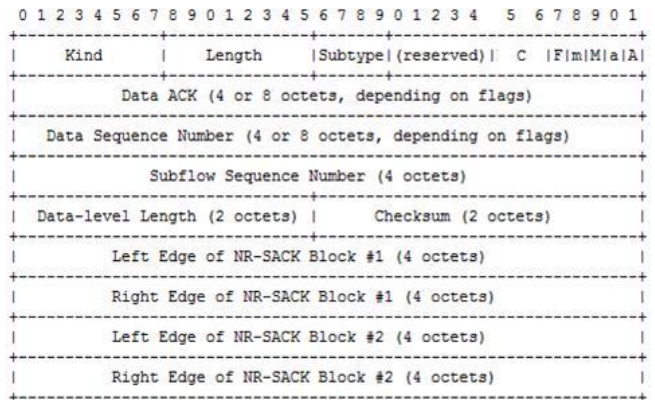 0 1 2 3 4 5 6 7 8 9 0 1 2 3 4 5 6 7 8 9 0 1 2 3 4 5 6 7 8 9 0 1
| Kind | Length |Subtype|(reserved)| C |F|m|M|a|A|
| Data ACK (4 or 8 octets, depending on flags) |
| Data Sequence Number (4 or 8 octets, depending on flags) |
| Subflow Sequence Number (4 octets) |
| Data-level Length (2 octets) | Checksum (2 octets) |
| Left Edge of NR-SACK Block #1 (4 octets) |
| Right Edge of NR-SACK Block #1 (4 octets) |
| Left Edge of NR-SACK Block #2 (4 octets) |
| Right Edge of NR-SACK Block #2 (4 octets) |